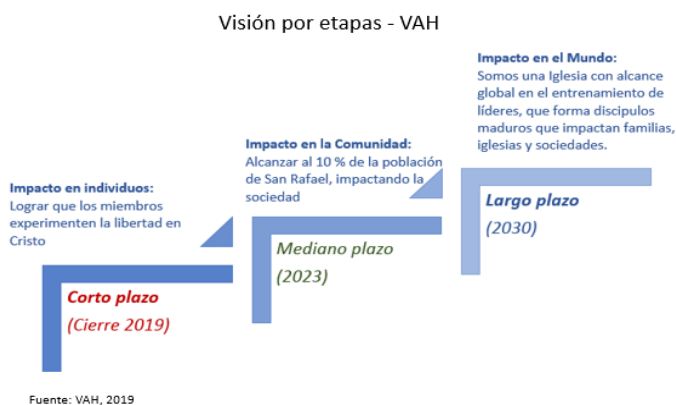 Visión por etapas - VAH
Impacto en individuos:
Lograr que los miembros
experimenten la libertad en
Cristo
Corto plazo
(Cierre 2019)
Impacto en la Comunidad:
Alcanzar al 10 % de la población
de San Rafael, impactando la
sociedad
Mediano plazo
(2023)
Impacto en el Mundo:
Somos una Iglesia con alcance
global en el entrenamiento de
líderes, que forma discipulos
maduros que impactan familias,
iglesias y sociedades.
Largo plazo
(2030)
Fuente: VAH, 2019